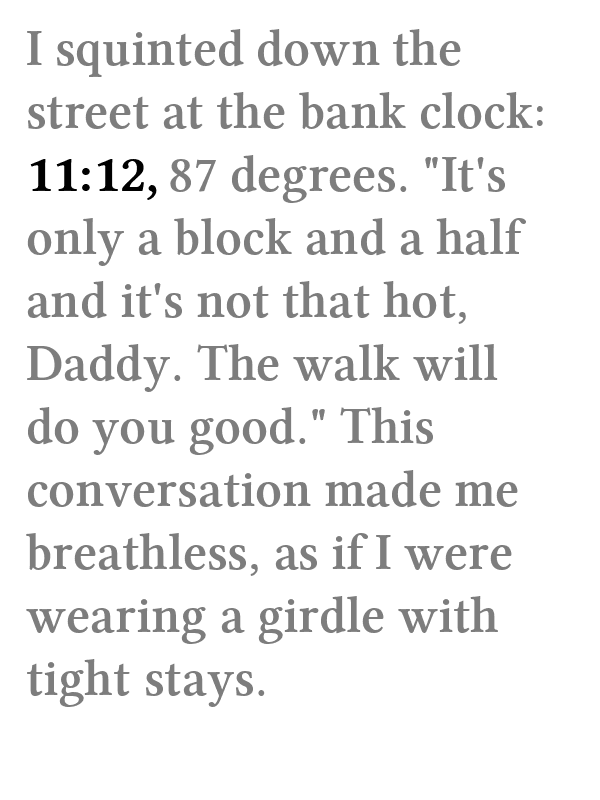 I squinted down the
street at the bank clock:
11:12, 87 degrees. "It's
only a block and a half
and it's not that hot,
Daddy. The walk will
do you good." This
conversation made me
breathless, as if I were
wearing a girdle with
tight stays.